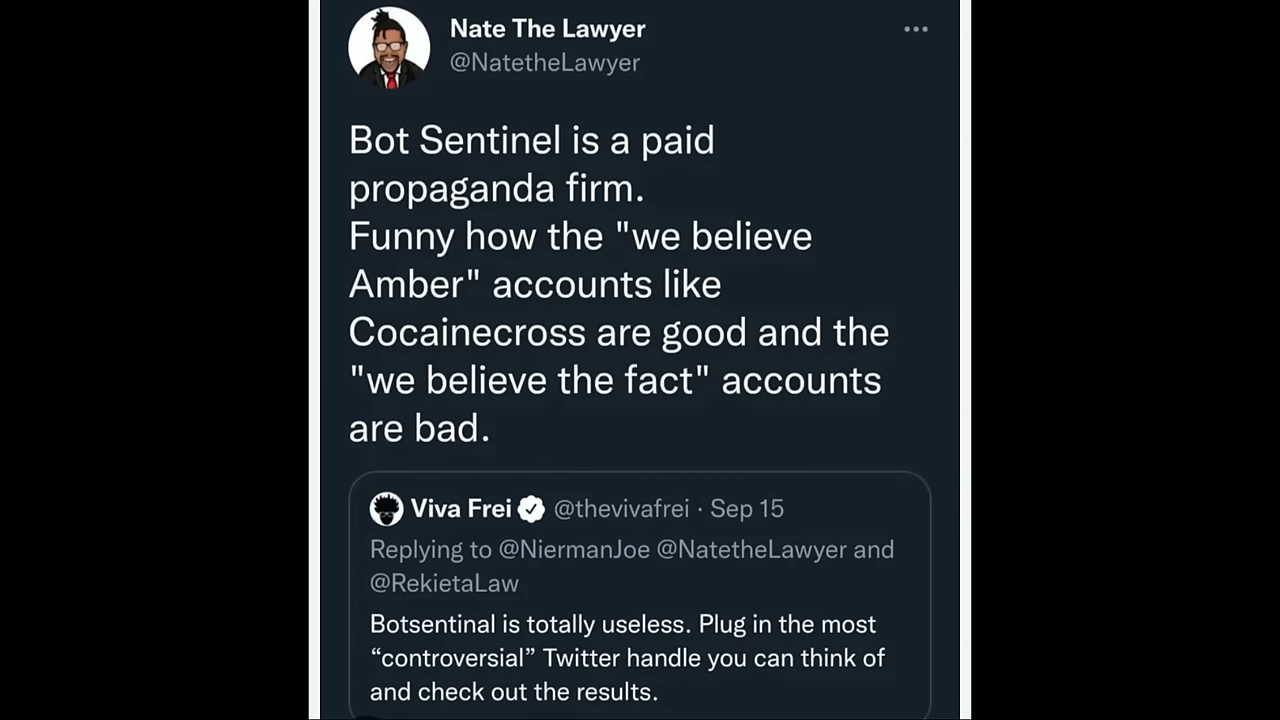 Nate The Lawyer
@NatetheLawyer
Bot Sentinel is a paid
propaganda firm.
Funny how the "we believe
Amber" accounts like
Cocainecross are good and the
"we believe the fact" accounts
are bad.
Viva Frei @thevivafrei · Sep 15
Replying to @NiermanJoe @NatetheLawyer and
@RekietaLaw
Botsentinal is totally useless. Plug in the most
“controversial” Twitter handle you can think of
and check out the results.